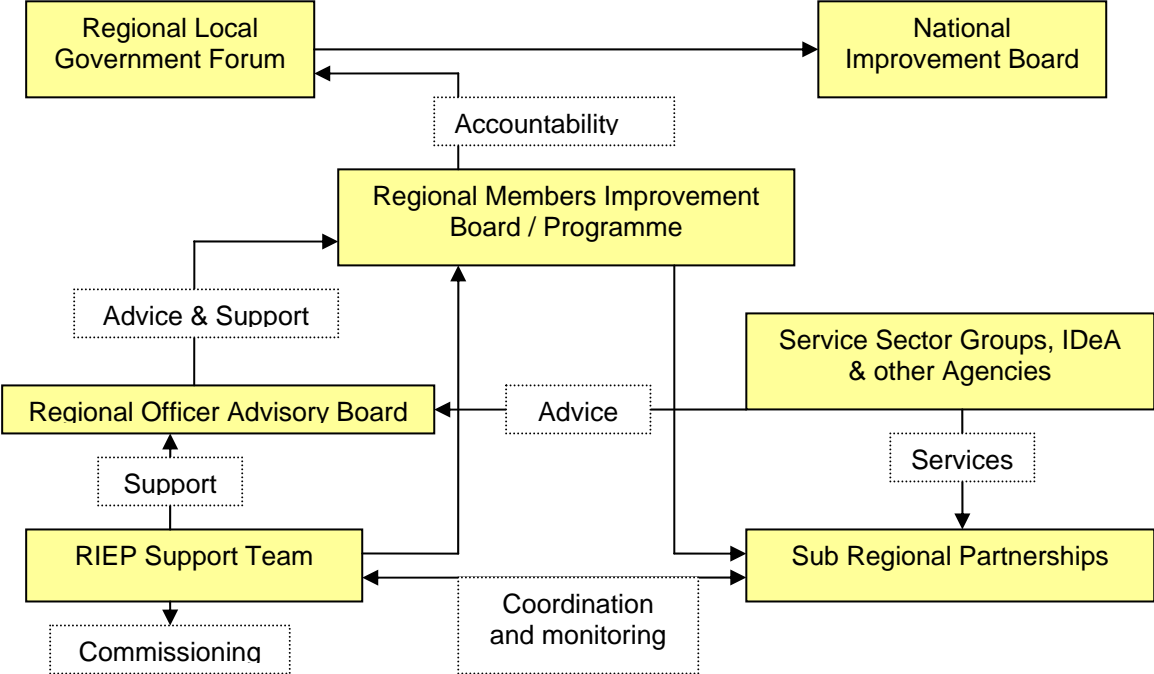 Regional Local
Government Forum
National
Improvement Board
Accountability
Regional Members Improvement
Board / Programme
Advice & Support
Service Sector Groups, IDeA
& other Agencies
Regional Officer Advisory Board
Advice
Services
Support
RIEP Support Team
Sub Regional Partnerships
Coordination
and monitoring
Commissioning